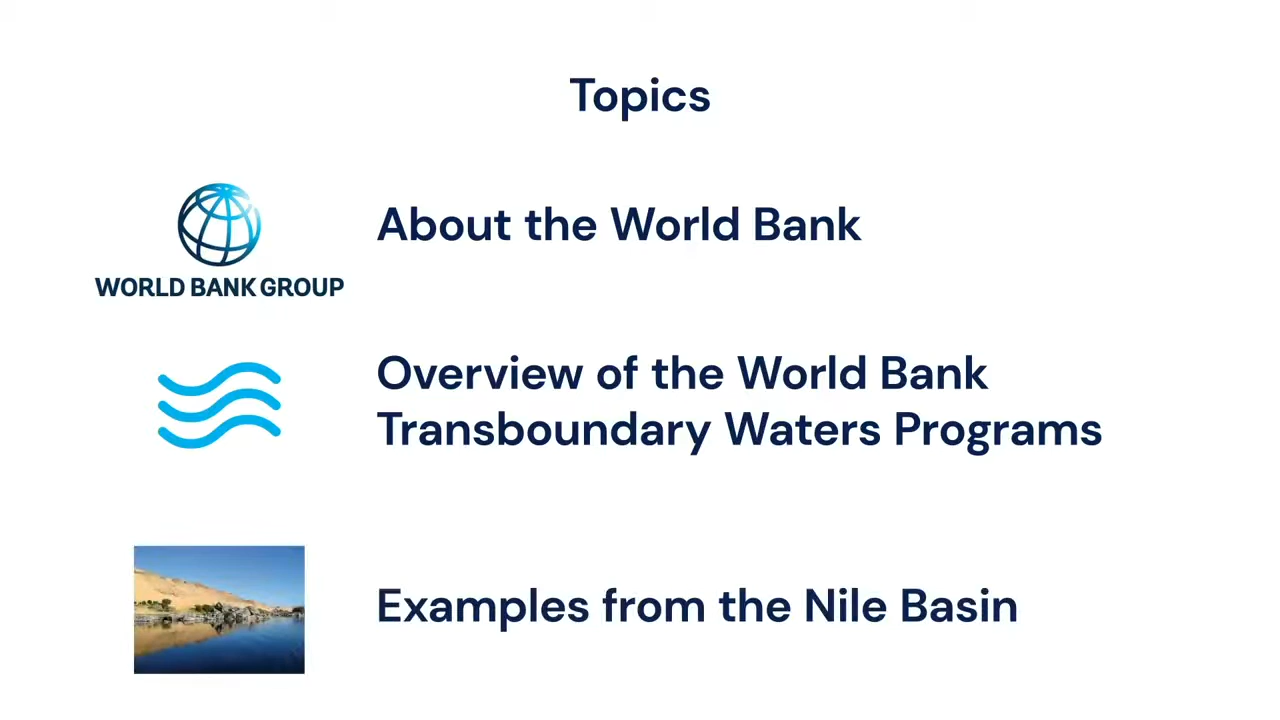 Topics
About the World Bank
WORLD BANK GROUP
Overview of the World Bank
Transboundary Waters Programs
Examples from the Nile Basin